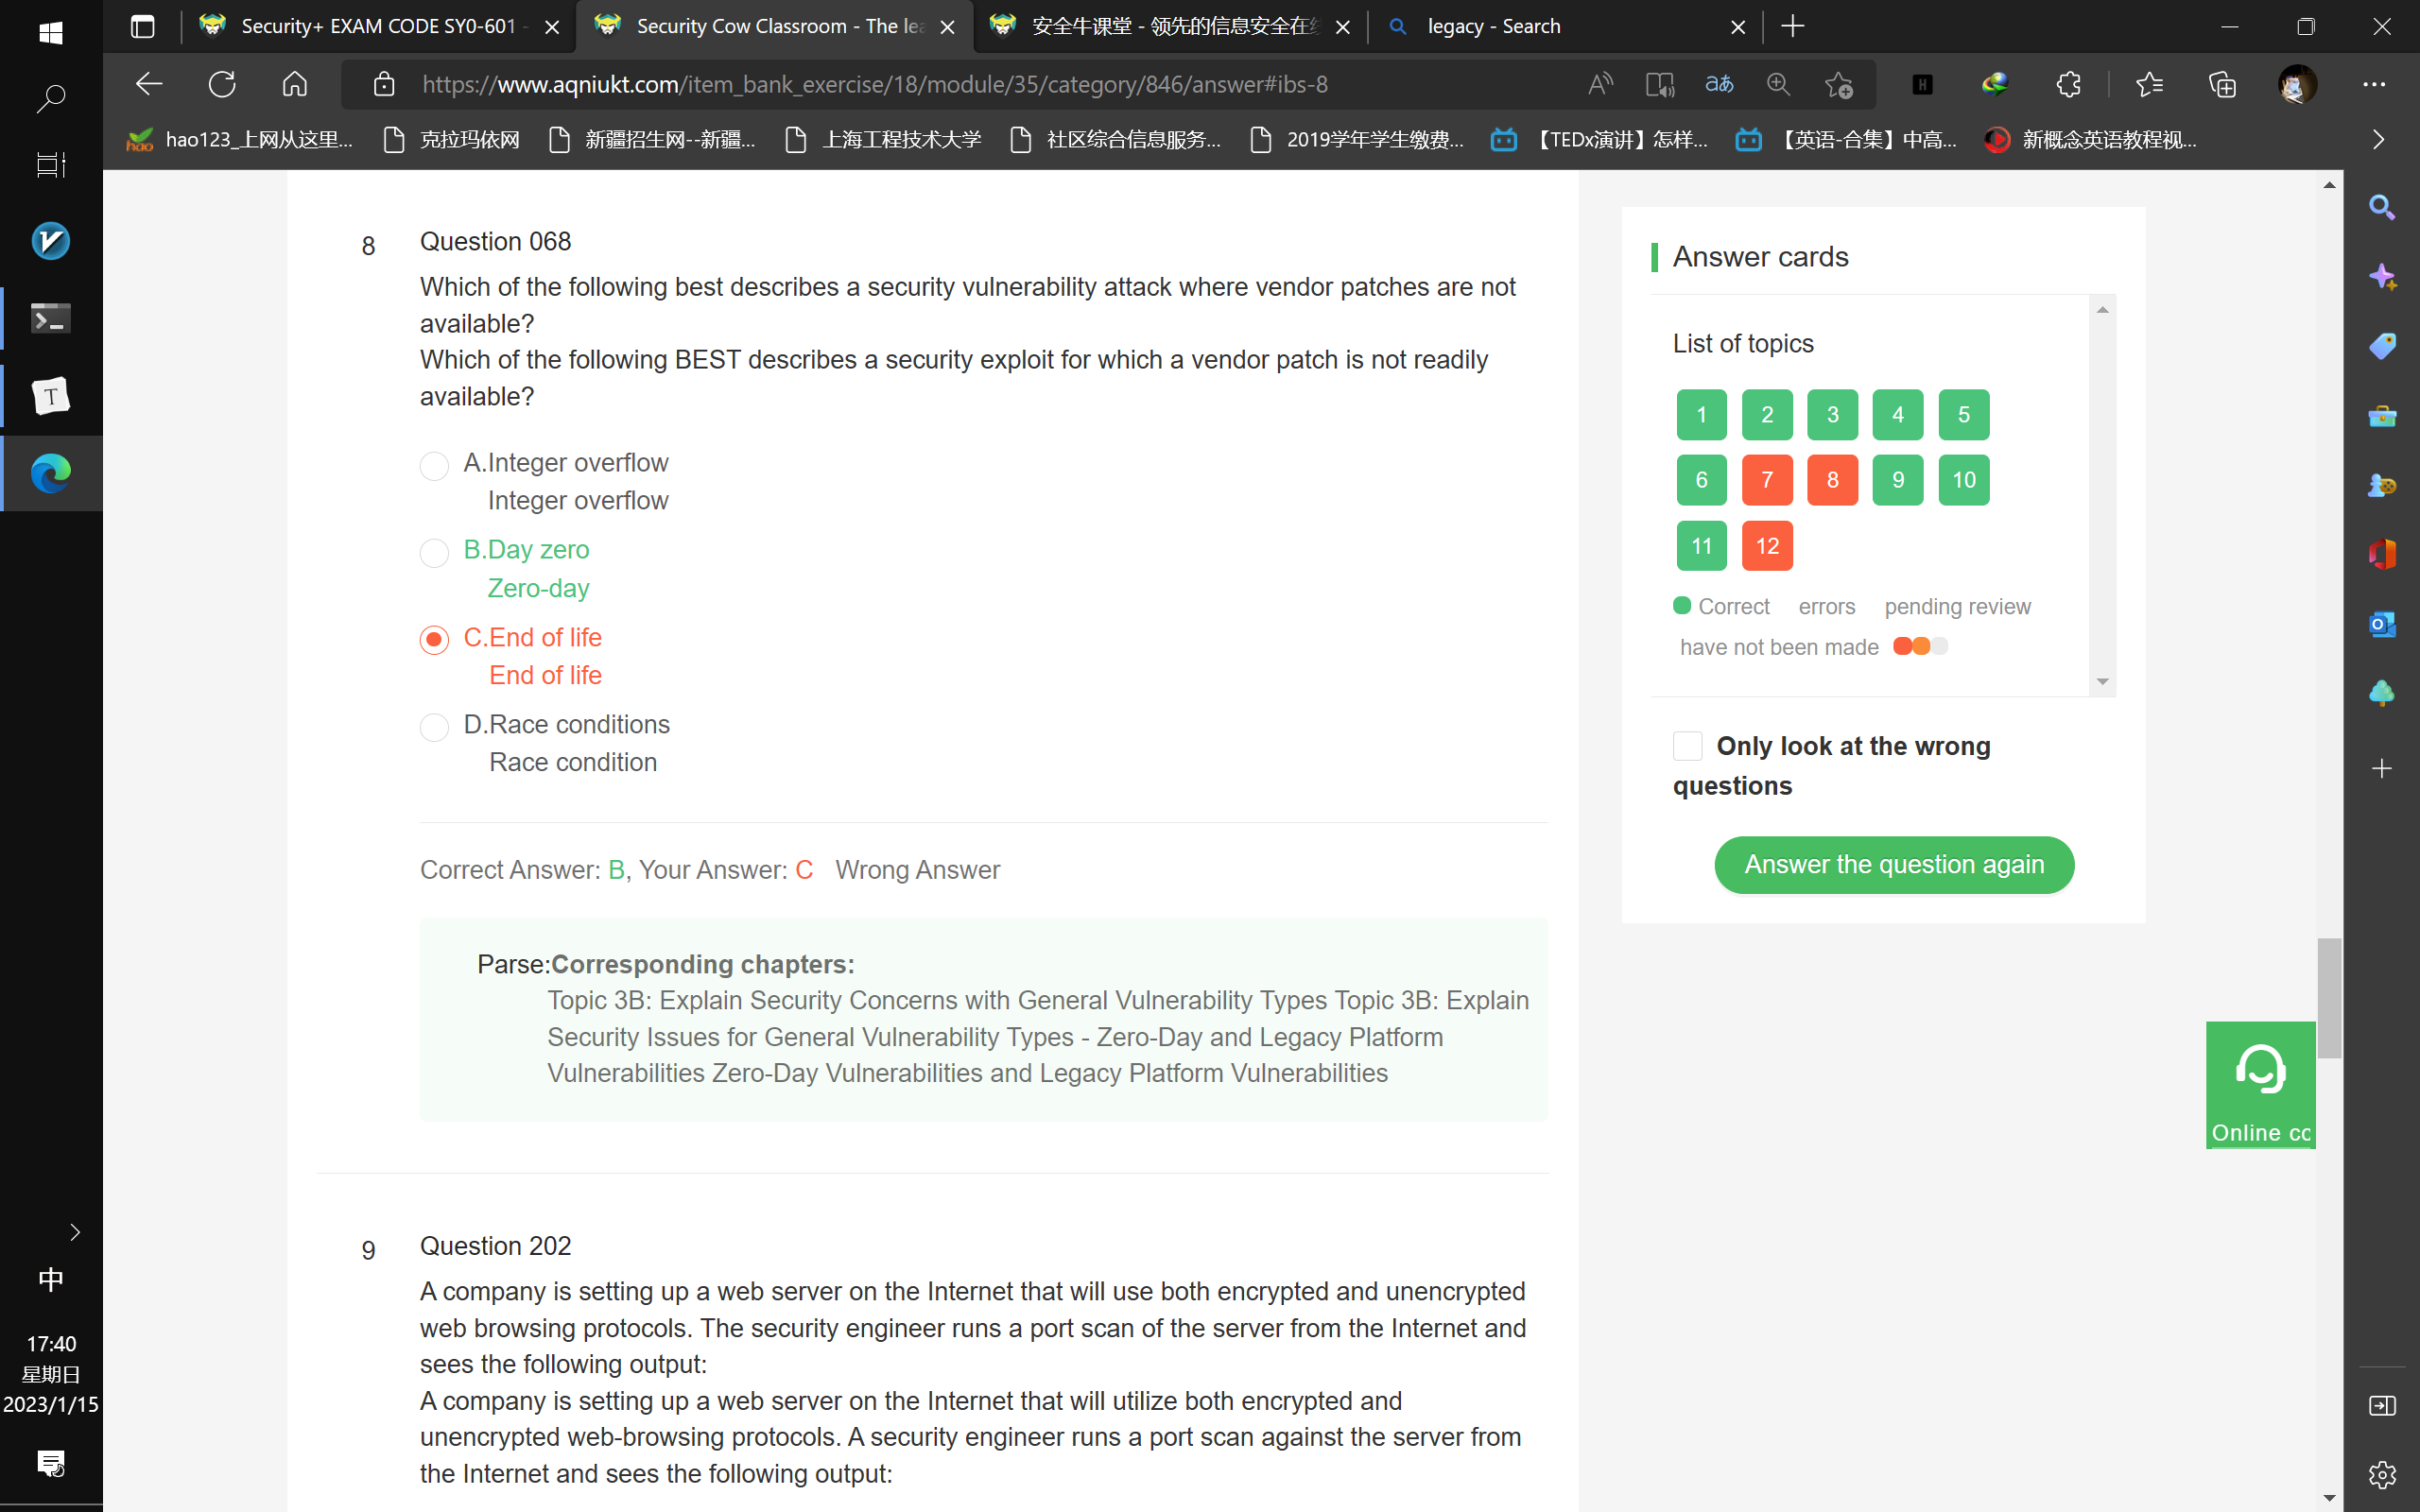 Security+ EXAM CODE SY0-601 -
Security Cow Classroom - The lea
安全牛课堂 - 领先的信息安全在线
legacy - Search
https://www.aqniukt.com/item_bank_exercise/18/module/35/category/846/answer#ibs-8
hao123_上网从这里...
克拉玛依网
新疆招生网--新疆...
上海工程技术大学
社区综合信息服务...
2019学年学生缴费...
【TEDx演讲】怎样...
【英语-合集】中高...
新概念英语教程视...
8
Question 068
Which of the following best describes a security vulnerability attack where vendor patches are not
available?
Which of the following BEST describes a security exploit for which a vendor patch is not readily
available?
A.Integer overflow
Integer overflow
B.Day zero
Zero-day
C.End of life
End of life
D.Race conditions
Race condition
Correct Answer: B, Your Answer: C Wrong Answer
Parse:Corresponding chapters:
Topic 3B: Explain Security Concerns with General Vulnerability Types Topic 3B: Explain
Security Issues for General Vulnerability Types - Zero-Day and Legacy Platform
Vulnerabilities Zero-Day Vulnerabilities and Legacy Platform Vulnerabilities
9
Question 202
A company is setting up a web server on the Internet that will use both encrypted and unencrypted
web browsing protocols. The security engineer runs a port scan of the server from the Internet and
sees the following output:
A company is setting up a web server on the Internet that will utilize both encrypted and
unencrypted web-browsing protocols. A security engineer runs a port scan against the server from
the Internet and sees the following output:
Answer cards
List of topics
1 2 3 4 5
6 7 8 9 10
11 12
Correct errors pending review
have not been made
Only look at the wrong
questions
Answer the question again
Online cc
中
17:40
星期日
2023/1/15